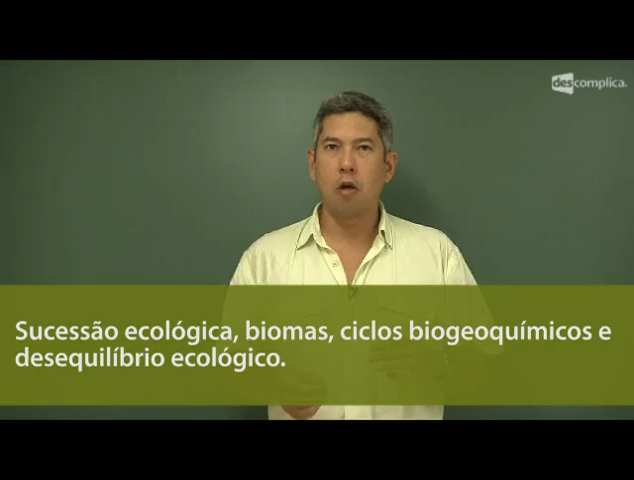 descomplica.
Sucessão ecológica, biomas, ciclos biogeoquímicos e
desequilíbrio ecológico.